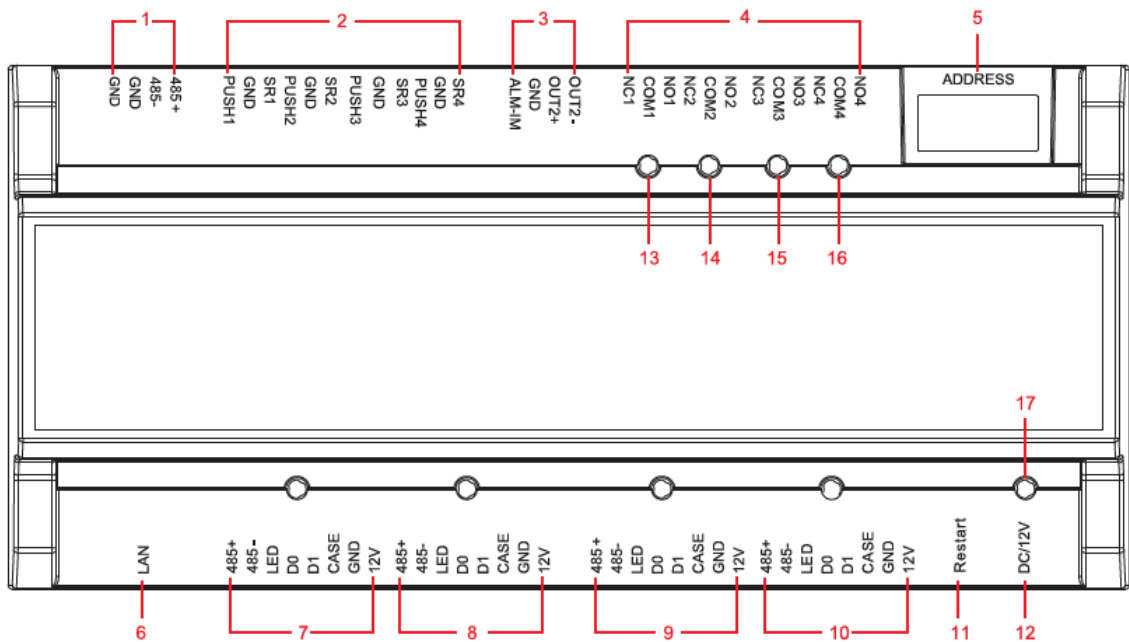 1 2 3 4 5
GND GND 485- 485+
PUSH1 GND SR1 PUSH2 GND SR2 PUSH3 GND SR3 PUSH4 GND SR4
ALM-IM GND OUT2+ OUT2-
NC1 COM1 NO1 NC2 COM2 NO2 NC3 COM3 NO3 NC4 COM4 NO4
ADDRESS
13 14 15 16
17
LAN
485+ 485- LED D0 D1 CASE GND 12V
485+ 485- LED D0 D1 CASE GND 12V
485+ 485- LED D0 D1 CASE GND 12V
485+ 485- LED D0 D1 CASE GND 12V
Restart
DC/12V
6 7 8 9 10 11 12